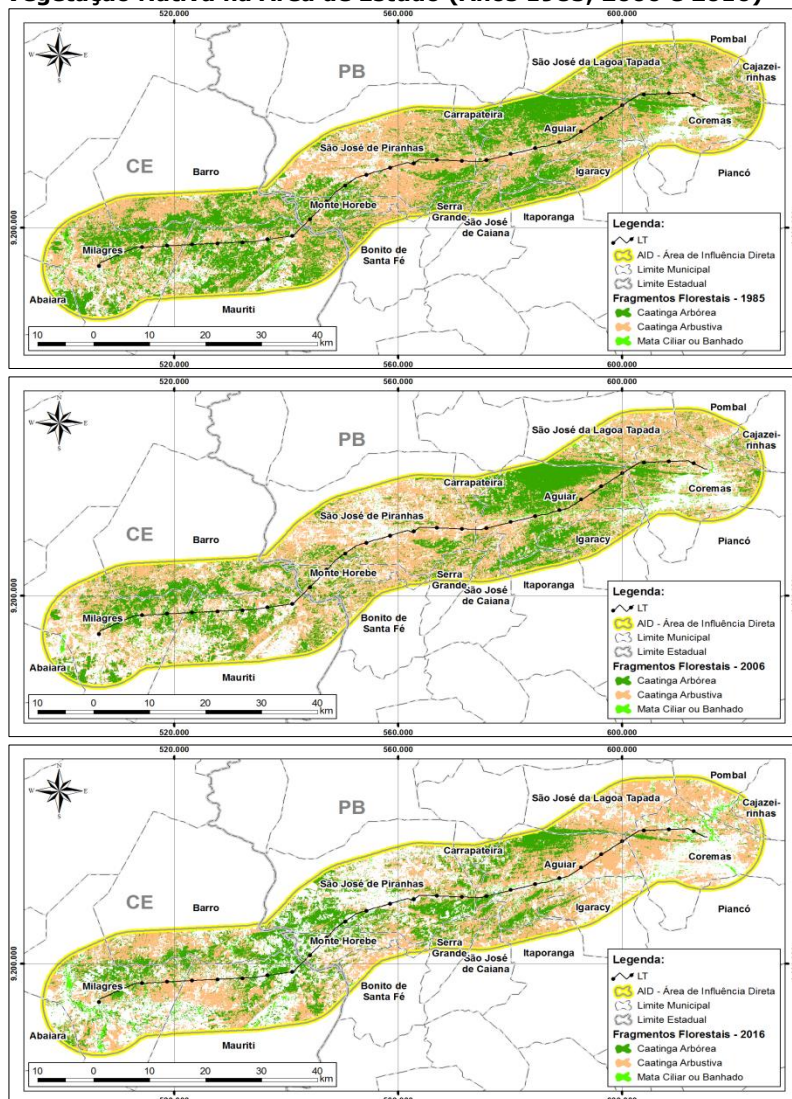 Vegetação Nativa na Área de Estudo (Anos 1985, 2006 e 2016)
520.000 560.000 600.000
N
W E
S
PB
CE
Pombal
São José da Lagoa Tapada
Cajazei-
rinhas
Carrapateira
Coremas
Aguiar
Barro
São José de Piranhas
Piancó
Igaracy
Monte Horebe
Serra
Grande
São José
de Caiana
Itaporanga
9.200.000
Milagres
Bonito de
Santa Fé
Abaiara
Mauriti
Legenda:
LT
AID - Área de Influência Direta
Limite Municipal
Limite Estadual
Fragmentos Florestais - 1985
Caatinga Arbórea
Caatinga Arbustiva
Mata Ciliar ou Banhado
10 0 10 20 30 40
km
520.000 560.000 600.000
N
W E
S
PB
CE
Pombal
São José da Lagoa Tapada
Cajazei-
rinhas
Carrapateira
Coremas
Aguiar
Barro
São José de Piranhas
Piancó
Igaracy
Monte Horebe
Serra
Grande
São José
de Caiana
Itaporanga
9.200.000
Milagres
Bonito de
Santa Fé
Abaiara
Mauriti
Legenda:
LT
AID - Área de Influência Direta
Limite Municipal
Limite Estadual
Fragmentos Florestais - 2006
Caatinga Arbórea
Caatinga Arbustiva
Mata Ciliar ou Banhado
10 0 10 20 30 40
km
520.000 560.000 600.000
N
W E
S
PB
CE
Pombal
São José da Lagoa Tapada
Cajazei-
rinhas
Carrapateira
Coremas
Aguiar
Barro
São José de Piranhas
Piancó
Igaracy
Monte Horebe
Serra
Grande
São José
de Caiana
Itaporanga
9.200.000
Milagres
Bonito de
Santa Fé
Abaiara
Mauriti
Legenda:
LT
AID - Área de Influência Direta
Limite Municipal
Limite Estadual
Fragmentos Florestais - 2016
Caatinga Arbórea
Caatinga Arbustiva
Mata Ciliar ou Banhado
10 0 10 20 30 40
km
520.000 560.000 600.000